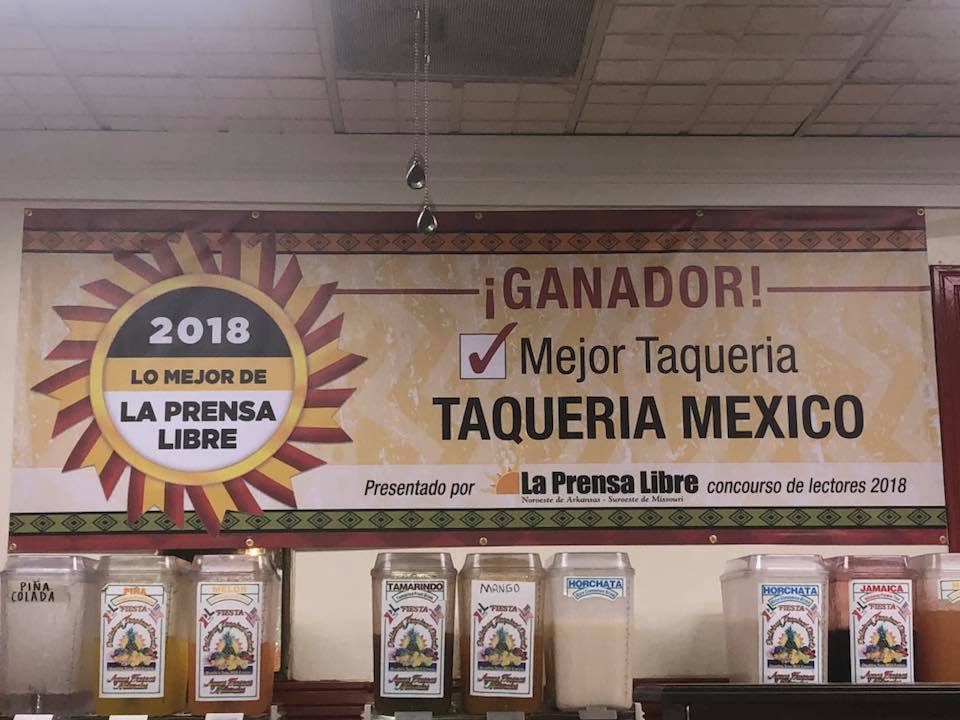 2018
LO MEJOR DE
LA PRENSA
LIBRE
¡GANADOR!
Mejor Taqueria
TAQUERIA MEXICO
Presentado por La Prensa Libre concourso de lectores 2018
Noroeste de Arkansas - Suroeste de Missouri
PIÑA
COLADA
PIÑA
FIESTA
MELON
FIESTA
TAMARINDO
FIESTA
MANGO
FIESTA
HORCHATA
HORCHATA
FIESTA
JAMAICA
FIESTA